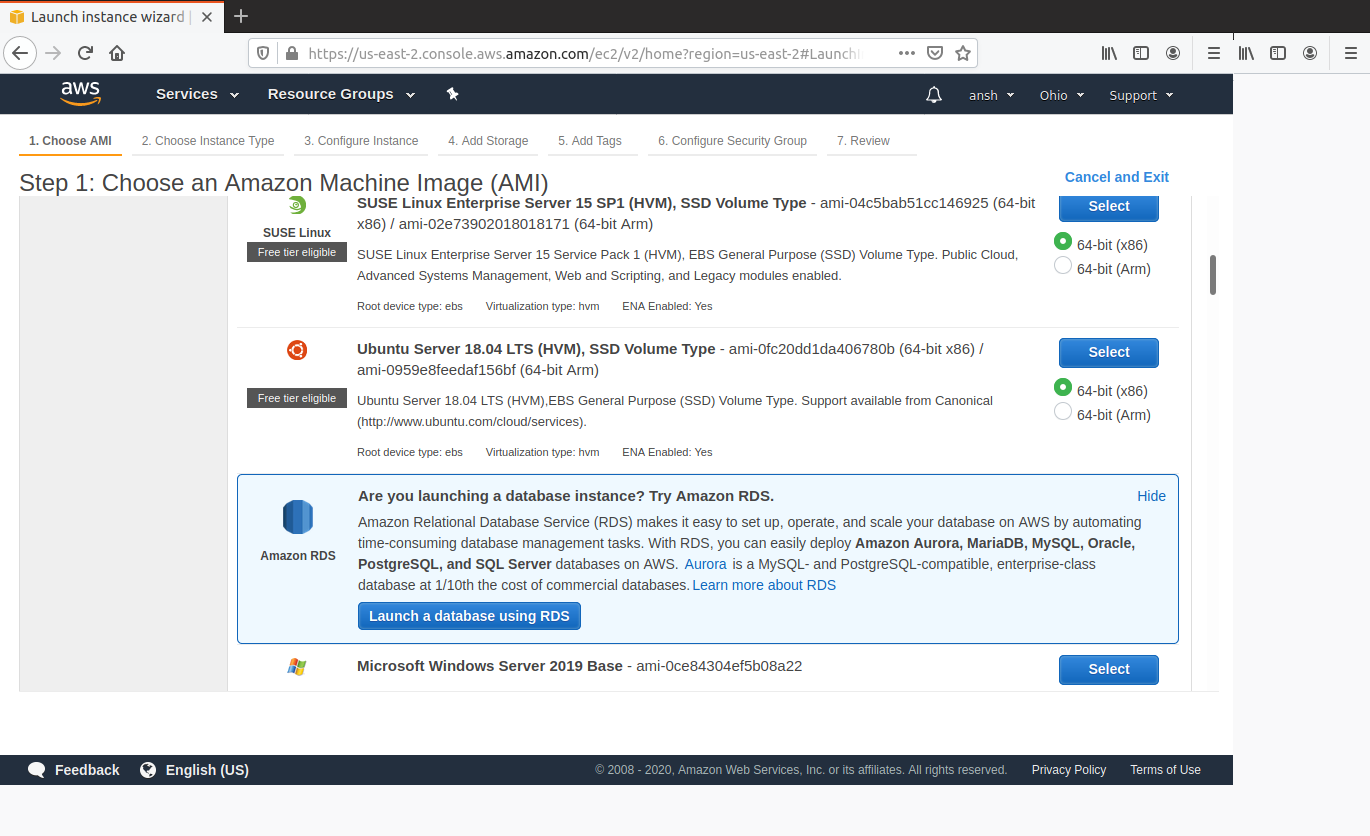 Launch instance wizard
https://us-east-2.console.aws.amazon.com/ec2/v2/home?region=us-east-2#Launch
aws Services Resource Groups ansh Ohio Support
1. Choose AMI 2. Choose Instance Type 3. Configure Instance 4. Add Storage 5. Add Tags 6. Configure Security Group 7. Review
Step 1: Choose an Amazon Machine Image (AMI) Cancel and Exit
SUSE Linux Enterprise Server 15 SP1 (HVM), SSD Volume Type - ami-04c5bab51cc146925 (64-bit Select
x86) / ami-02e73902018018171 (64-bit Arm)
SUSE Linux
Free tier eligible
64-bit (x86)
SUSE Linux Enterprise Server 15 Service Pack 1 (HVM), EBS General Purpose (SSD) Volume Type. Public Cloud,
64-bit (Arm)
Advanced Systems Management, Web and Scripting, and Legacy modules enabled.
Root device type: ebs Virtualization type: hvm ENA Enabled: Yes
Ubuntu Server 18.04 LTS (HVM), SSD Volume Type - ami-0fc20dd1da406780b (64-bit x86) / Select
ami-0959e8feedaf156bf (64-bit Arm)
Free tier eligible
64-bit (x86)
Ubuntu Server 18.04 LTS (HVM),EBS General Purpose (SSD) Volume Type. Support available from Canonical
64-bit (Arm)
(http://www.ubuntu.com/cloud/services).
Root device type: ebs Virtualization type: hvm ENA Enabled: Yes
Are you launching a database instance? Try Amazon RDS. Hide
Amazon Relational Database Service (RDS) makes it easy to set up, operate, and scale your database on AWS by automating
time-consuming database management tasks. With RDS, you can easily deploy Amazon Aurora, MariaDB, MySQL, Oracle,
Amazon RDS
PostgreSQL, and SQL Server databases on AWS. Aurora is a MySQL- and PostgreSQL-compatible, enterprise-class
database at 1/10th the cost of commercial databases. Learn more about RDS
Launch a database using RDS
Microsoft Windows Server 2019 Base - ami-0ce84304ef5b08a22 Select
Feedback English (US) © 2008 - 2020, Amazon Web Services, Inc. or its affiliates. All rights reserved. Privacy Policy Terms of Use